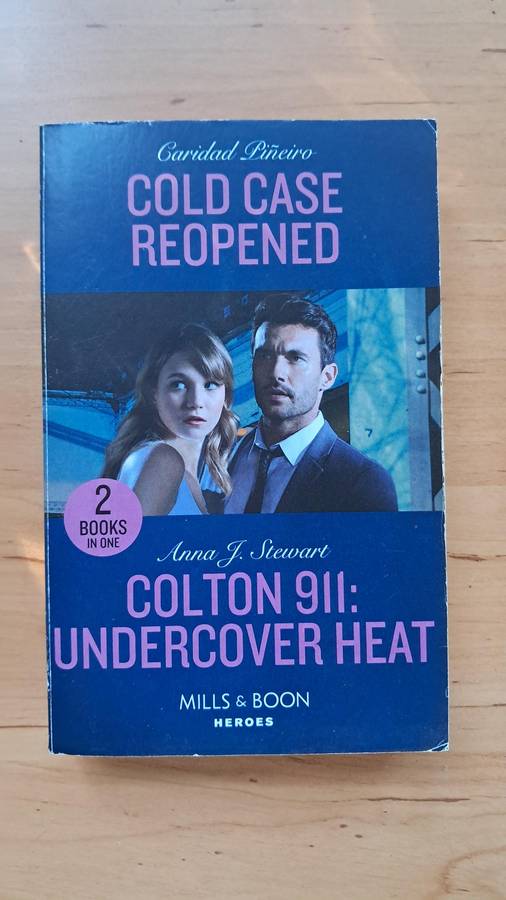 Caridad Piñeiro
COLD CASE
REOPENED
2
BOOKS
IN ONE
Anna J. Stewart
COLTON 911:
UNDERCOVER HEAT
MILLS & BOON
HEROES